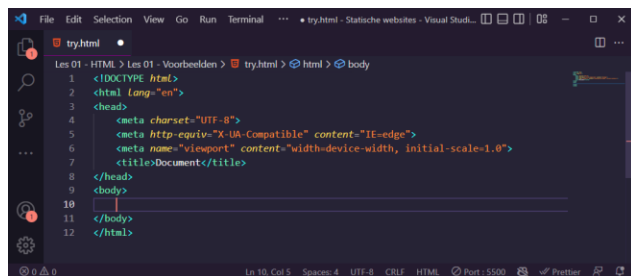 File Edit Selection View Go Run Terminal ··· ● try.html - Statische websites - Visual Studi...
try.html ●
Les 01 - HTML > Les 01 - Voorbeelden > try.html > html > body
1 <!DOCTYPE html>
2 <html lang="en">
3 <head>
4 <meta charset="UTF-8">
5 <meta http-equiv="X-UA-Compatible" content="IE=edge">
6 <meta name="viewport" content="width=device-width, initial-scale=1.0">
7 <title>Document</title>
8 </head>
9 <body>
10
11 </body>
12 </html>
0 0 Ln 10, Col 5 Spaces: 4 UTF-8 CRLF HTML Port : 5500 Prettier